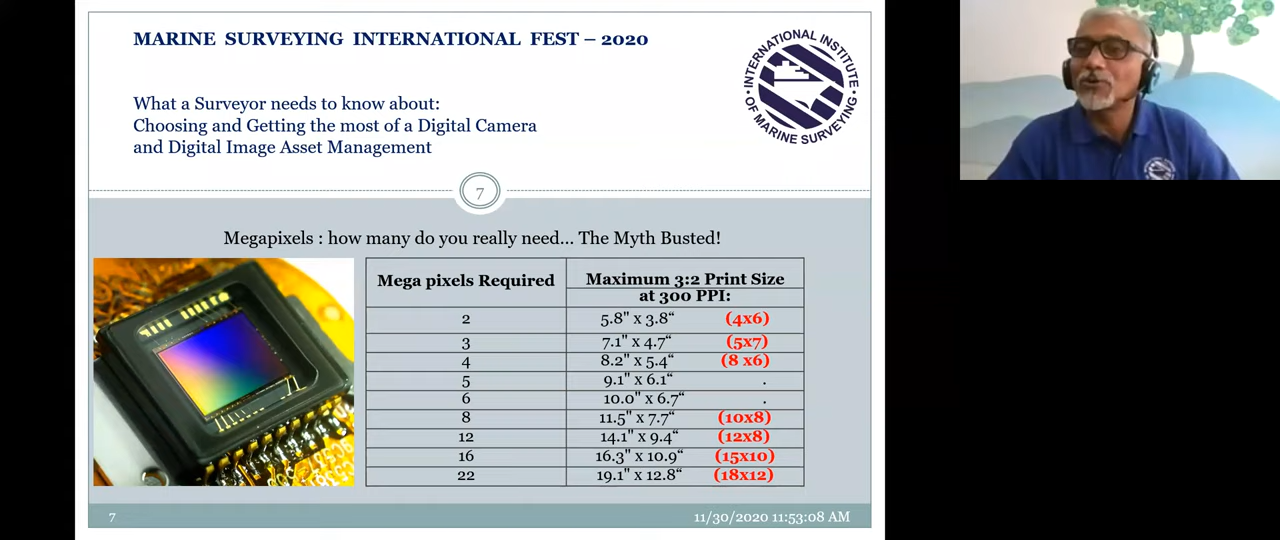 MARINE SURVEYING INTERNATIONAL FEST – 2020
INTERNATIONAL INSTITUTE
• OF MARINE SURVEYING •
What a Surveyor needs to know about:
Choosing and Getting the most of a Digital Camera
and Digital Image Asset Management
7
Megapixels : how many do you really need... The Myth Busted!
Mega pixels Required Maximum 3:2 Print Size
at 300 PPI:
2 5.8" x 3.8“ (4x6)
3 7.1" x 4.7“ (5x7)
4 8.2" x 5.4“ (8 x6)
5 9.1" x 6.1“ .
6 10.0" x 6.7“ .
8 11.5" x 7.7“ (10x8)
12 14.1" x 9.4“ (12x8)
16 16.3" x 10.9“ (15x10)
22 19.1" x 12.8“ (18x12)
7 11/30/2020 11:53:08 AM